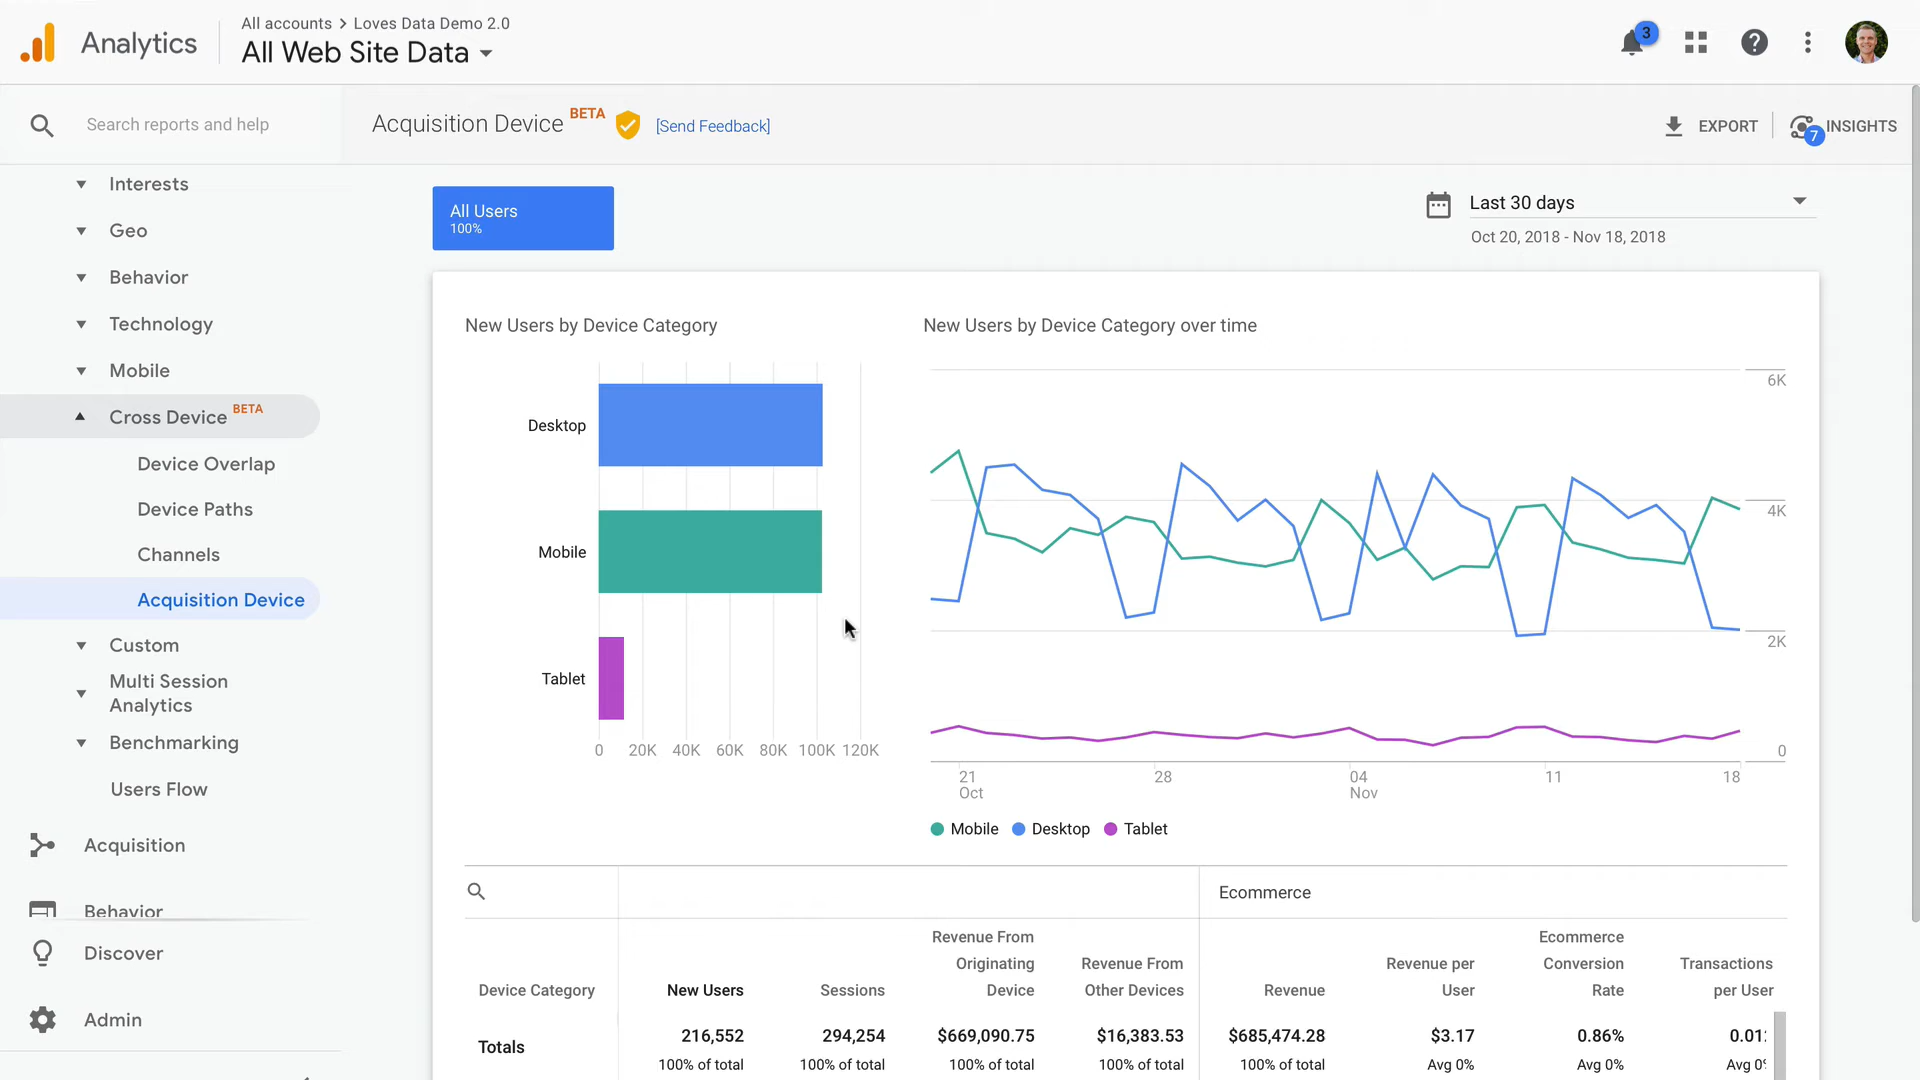 All accounts > Loves Data Demo 2.0
Analytics
All Web Site Data
3
Search reports and help
Acquisition Device BETA
[Send Feedback]
EXPORT
7
INSIGHTS
Interests
Geo
Behavior
Technology
Mobile
Cross Device BETA
Device Overlap
Device Paths
Channels
Acquisition Device
Custom
Multi Session
Analytics
Benchmarking
Users Flow
Acquisition
Behavior
Discover
Admin
All Users
100%
Last 30 days
Oct 20, 2018 - Nov 18, 2018
New Users by Device Category
Desktop
Mobile
Tablet
0 20K 40K 60K 80K 100K 120K
New Users by Device Category over time
6K
4K
2K
0
21 28 04 11 18
Oct Nov
Mobile Desktop Tablet
Ecommerce
Device Category
New Users
Sessions
Revenue From
Originating
Device
Revenue From
Other Devices
Revenue
Revenue per
User
Ecommerce
Conversion
Rate
Transactions
per User
Totals
216,552 294,254 $669,090.75 $16,383.53 $685,474.28 $3.17 0.86% 0.01
100% of total 100% of total 100% of total 100% of total 100% of total Avg 0% Avg 0% Avg 0